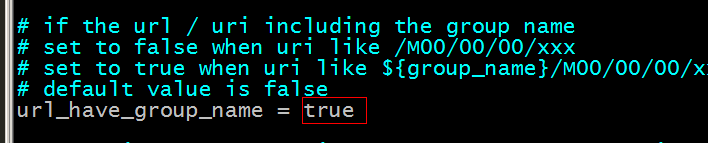 # if the url / uri including the group name
# set to false when uri like /M00/00/00/xxx
# set to true when uri like ${group_name}/M00/00/00/x
# default value is false
url_have_group_name = true